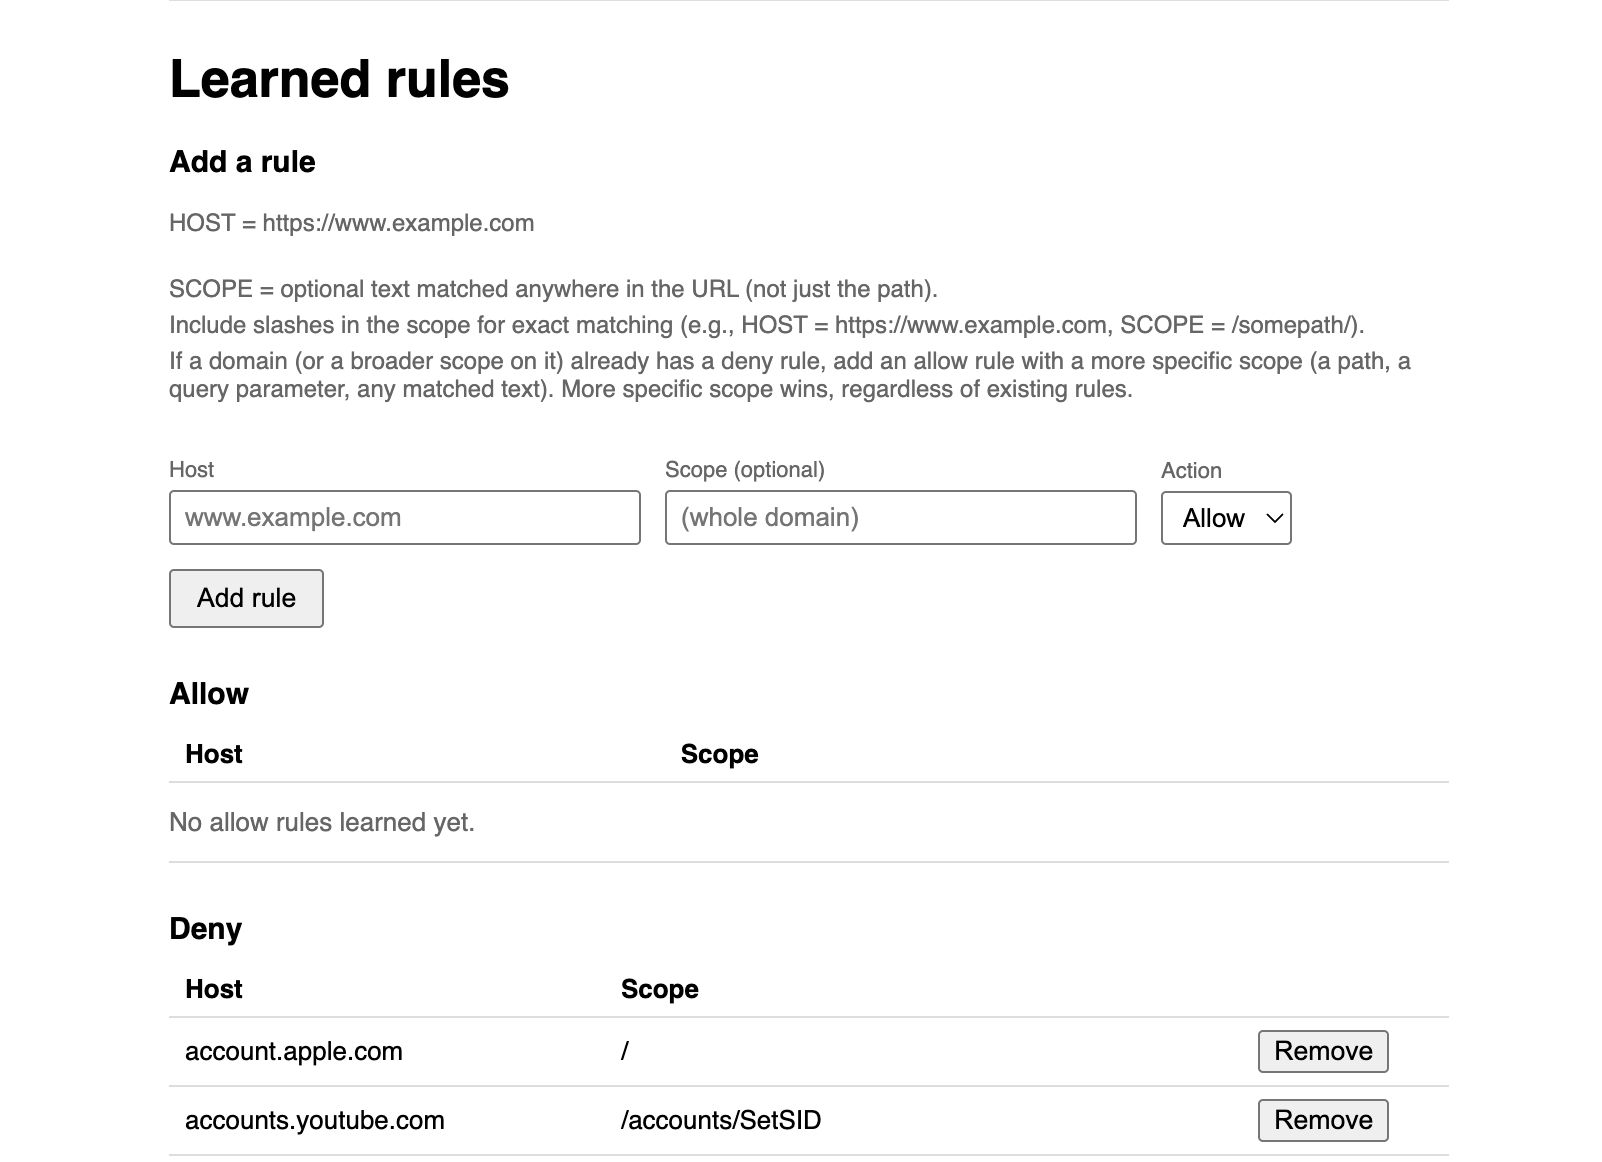 Learned rules
Add a rule
HOST = https://www.example.com
SCOPE = optional text matched anywhere in the URL (not just the path).
Include slashes in the scope for exact matching (e.g., HOST = https://www.example.com, SCOPE = /somepath/).
If a domain (or a broader scope on it) already has a deny rule, add an allow rule with a more specific scope (a path, a
query parameter, any matched text). More specific scope wins, regardless of existing rules.
Host Scope (optional) Action
www.example.com (whole domain) Allow
Add rule
Allow
Host Scope
No allow rules learned yet.
Deny
Host Scope
account.apple.com / Remove
accounts.youtube.com /accounts/SetSID Remove